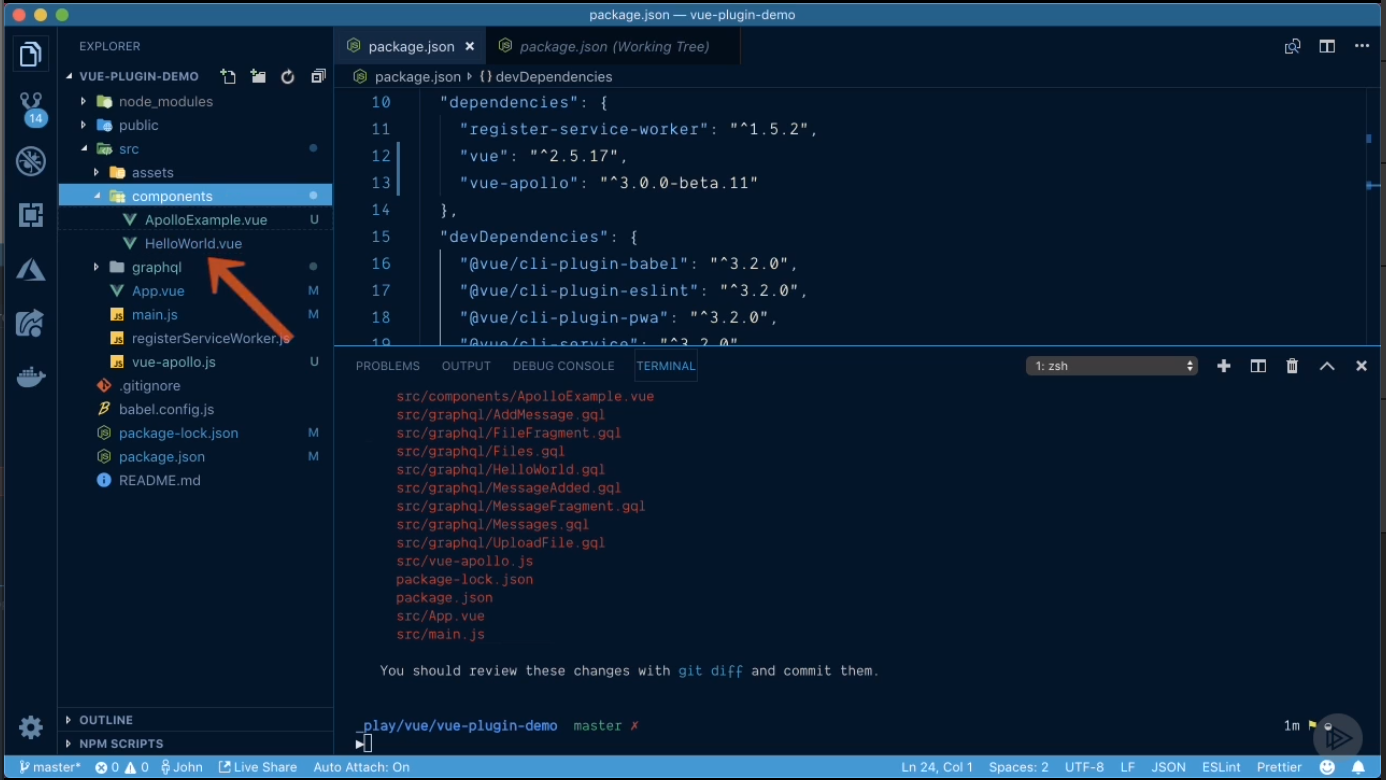 package.json — vue-plugin-demo
EXPLORER
VUE-PLUGIN-DEMO
node_modules
public
src
assets
components
ApolloExample.vue U
HelloWorld.vue
graphql
App.vue M
main.js M
registerServiceWorker.js
vue-apollo.js U
.gitignore
babel.config.js
package-lock.json M
package.json M
README.md
OUTLINE
NPM SCRIPTS
14
package.json ×
package.json (Working Tree)
package.json {} devDependencies
10 "dependencies": {
11 "register-service-worker": "^1.5.2",
12 "vue": "^2.5.17",
13 "vue-apollo": "^3.0.0-beta.11"
14 },
15 "devDependencies": {
16 "@vue/cli-plugin-babel": "^3.2.0",
17 "@vue/cli-plugin-eslint": "^3.2.0",
18 "@vue/cli-plugin-pwa": "^3.2.0",
19 "@vue/cli-service": "^3.2.0"
PROBLEMS OUTPUT DEBUG CONSOLE TERMINAL 1: zsh
src/components/ApolloExample.vue
src/graphql/AddMessage.gql
src/graphql/FileFragment.gql
src/graphql/Files.gql
src/graphql/HelloWorld.gql
src/graphql/MessageAdded.gql
src/graphql/MessageFragment.gql
src/graphql/Messages.gql
src/graphql/UploadFile.gql
src/vue-apollo.js
package-lock.json
package.json
src/App.vue
src/main.js
You should review these changes with git diff and commit them.
_play/vue/vue-plugin-demo master ✗ 1m
master* 0 0 John Live Share Auto Attach: On Ln 24, Col 1 Spaces: 2 UTF-8 LF JSON ESLint Prettier